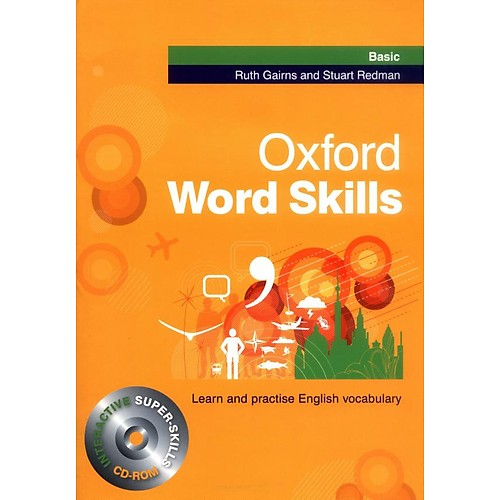 Basic
Ruth Gairns and Stuart Redman
Oxford
Word Skills
Learn and practise English vocabulary
INTERACTIVE SUPER-SKILLS
CD-ROM